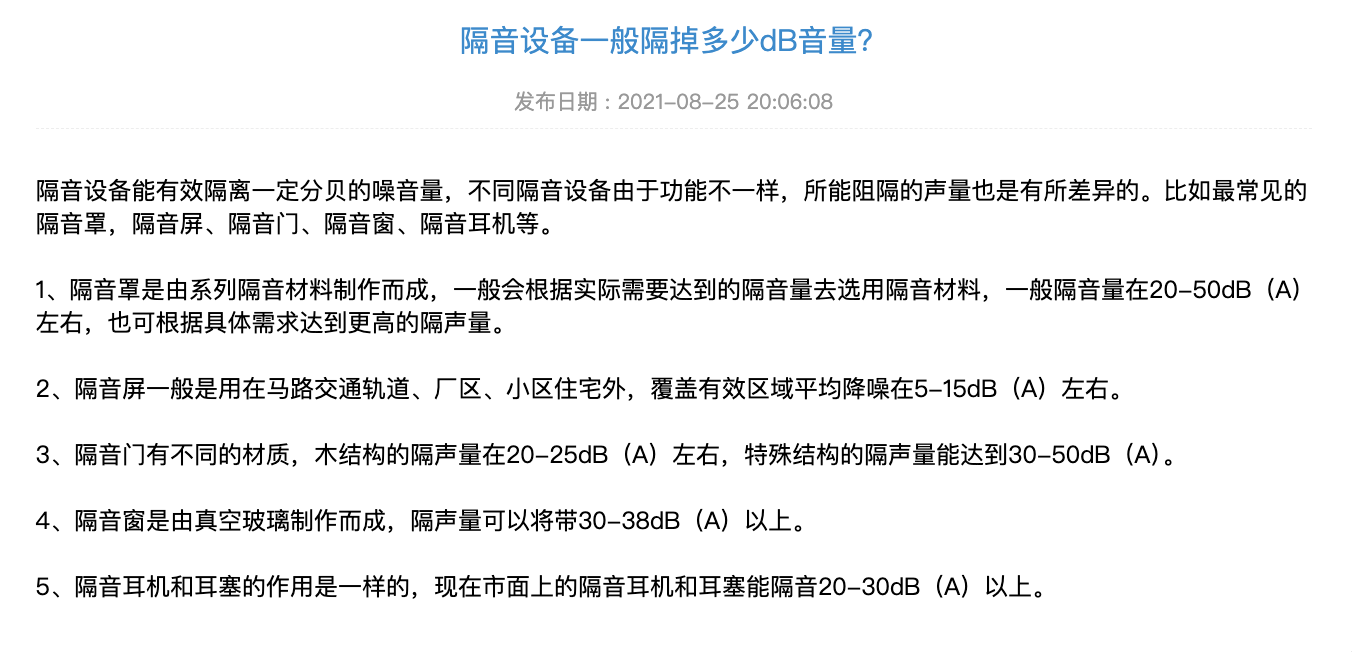 隔音设备一般隔掉多少dB音量？
发布日期：2021-08-25 20:06:08
隔音设备能有效隔离一定分贝的噪音量，不同隔音设备由于功能不一样，所能阻隔的声量也是有所差异的。比如最常见的
隔音罩，隔音屏、隔音门、隔音窗、隔音耳机等。
1、隔音罩是由系列隔音材料制作而成，一般会根据实际需要达到的隔音量去选用隔音材料，一般隔音量在20-50dB（A）
左右，也可根据具体需求达到更高的隔声量。
2、隔音屏一般是用在马路交通轨道、厂区、小区住宅外，覆盖有效区域平均降噪在5-15dB（A）左右。
3、隔音门有不同的材质，木结构的隔声量在20-25dB（A）左右，特殊结构的隔声量能达到30-50dB（A）。
4、隔音窗是由真空玻璃制作而成，隔声量可以将带30-38dB（A）以上。
5、隔音耳机和耳塞的作用是一样的，现在市面上的隔音耳机和耳塞能隔音20-30dB（A）以上。